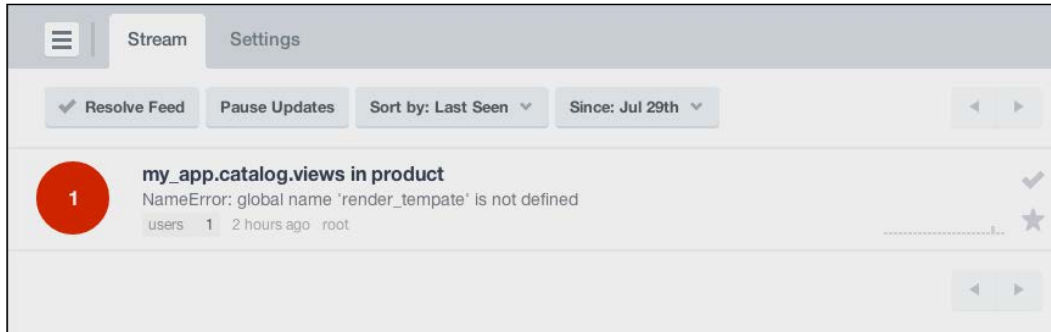 Stream Settings
Resolve Feed Pause Updates Sort by: Last Seen Since: Jul 29th
my_app.catalog.views in product
1
NameError: global name 'render_tempate' is not defined
users 1 2 hours ago root